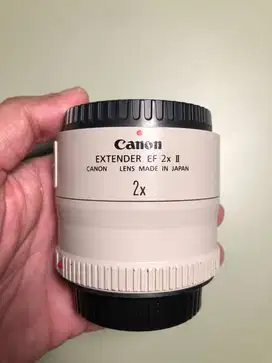 Canon
EXTENDER EF 2x II
CANON LENS MADE IN JAPAN
2x